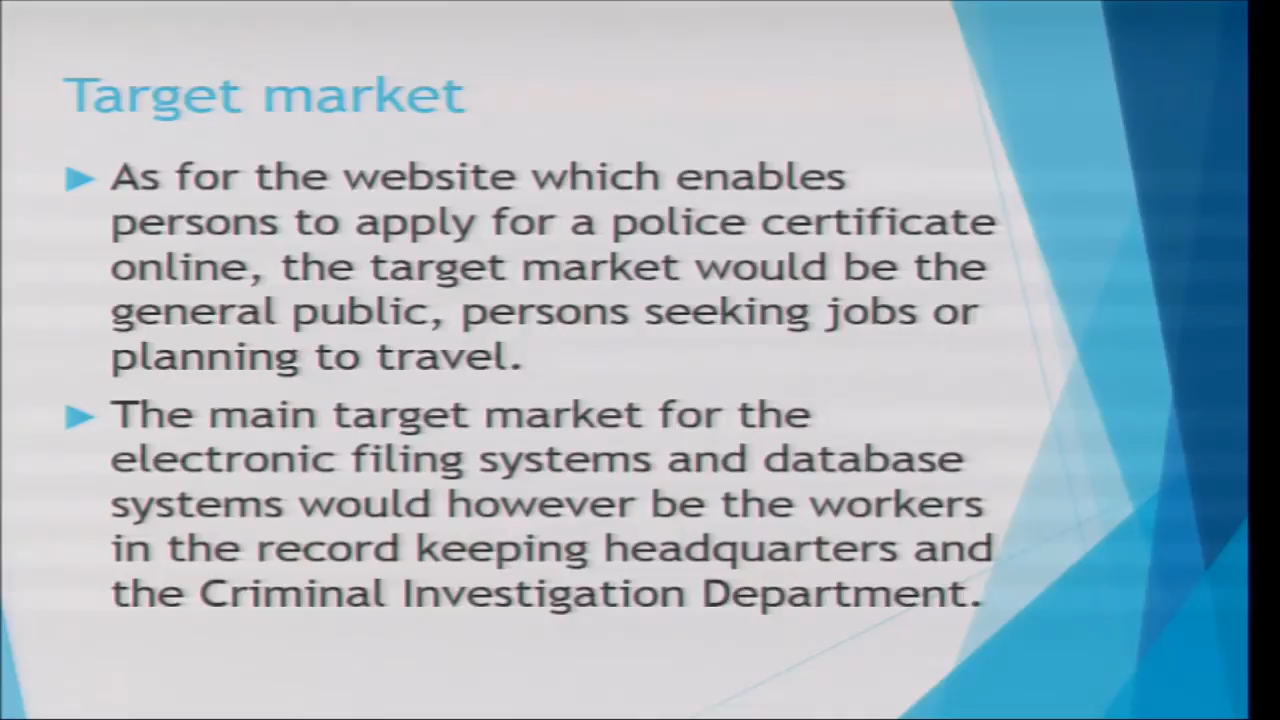 Target market
As for the website which enables
persons to apply for a police certificate
online, the target market would be the
general public, persons seeking jobs or
planning to travel.
The main target market for the
electronic filing systems and database
systems would however be the workers
in the record keeping headquarters and
the Criminal Investigation Department.